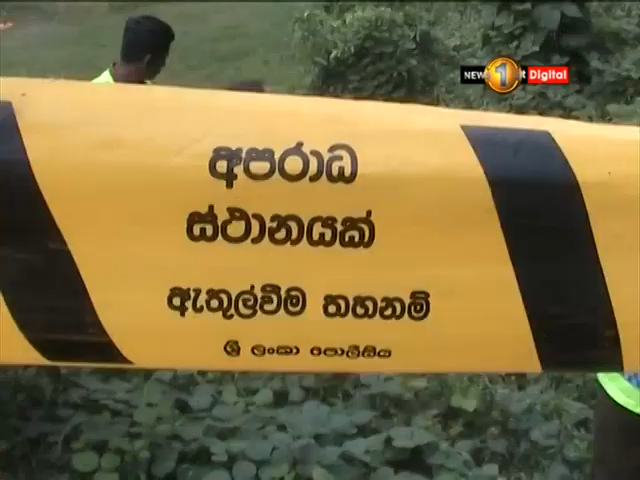 NEWS 1st Digital
අපරාධ
ස්ථානයක්
ඇතුල්වීම තහනම්
ශ්‍රී ලංකා පොලීසිය